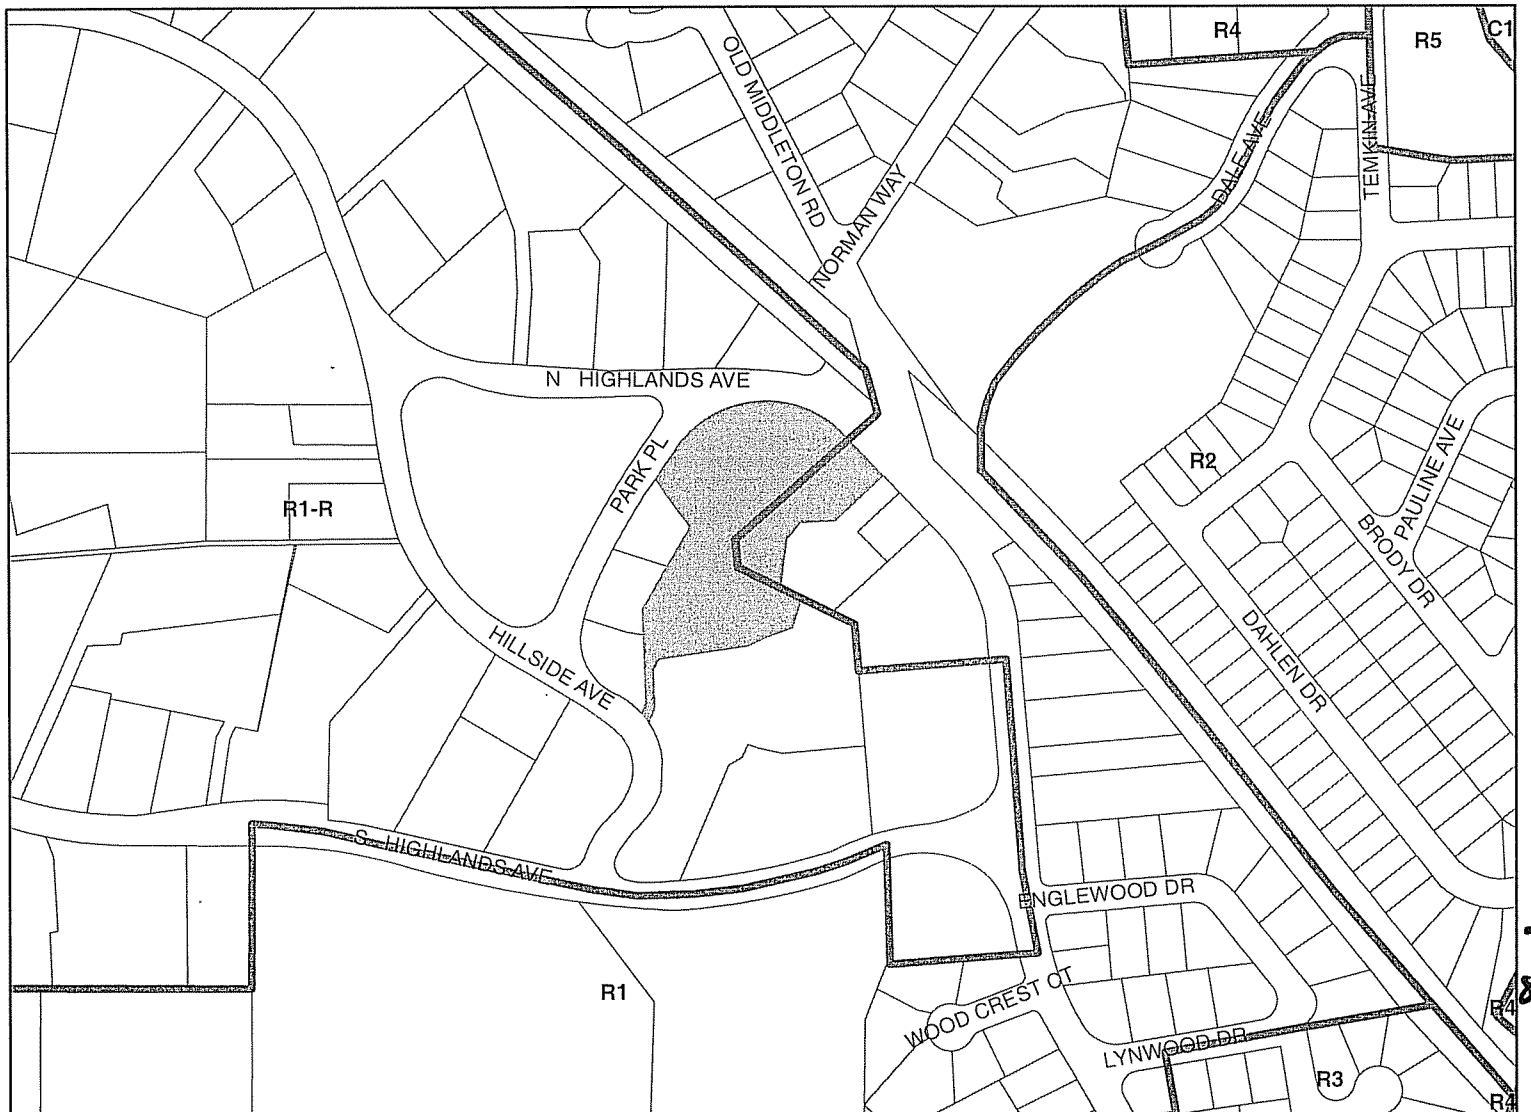 R4
R5
C1
OLD MIDDLETON RD
NORMAN WAY
DALE AVE
TEMKIN AVE
N HIGHLANDS AVE
PARK PL
R1-R
R2
PAULINE AVE
BRODY DR
DAHLEN DR
HILLSIDE AVE
S HIGHLANDS AVE
ENGLEWOOD DR
R1
WOOD CREST CT
LYNWOOD DR
R3
R4
R4